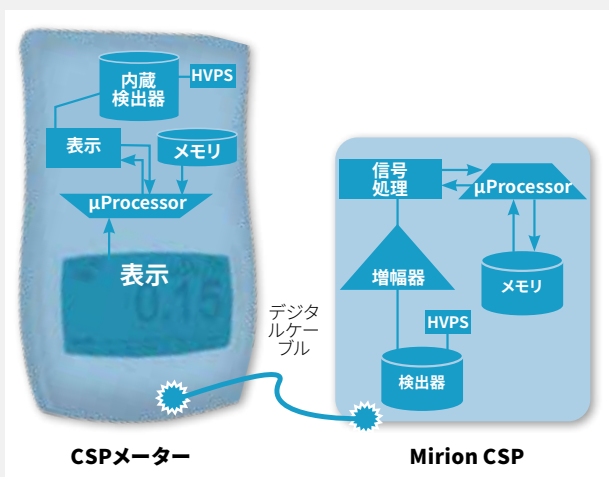 内蔵
検出器
HVPS
表示
メモリ
μProcessor
表示
0.15
CSPメーター
デジタ
ルケー
ブル
信号
処理
μProcessor
増幅器
メモリ
HVPS
検出器
Mirion CSP